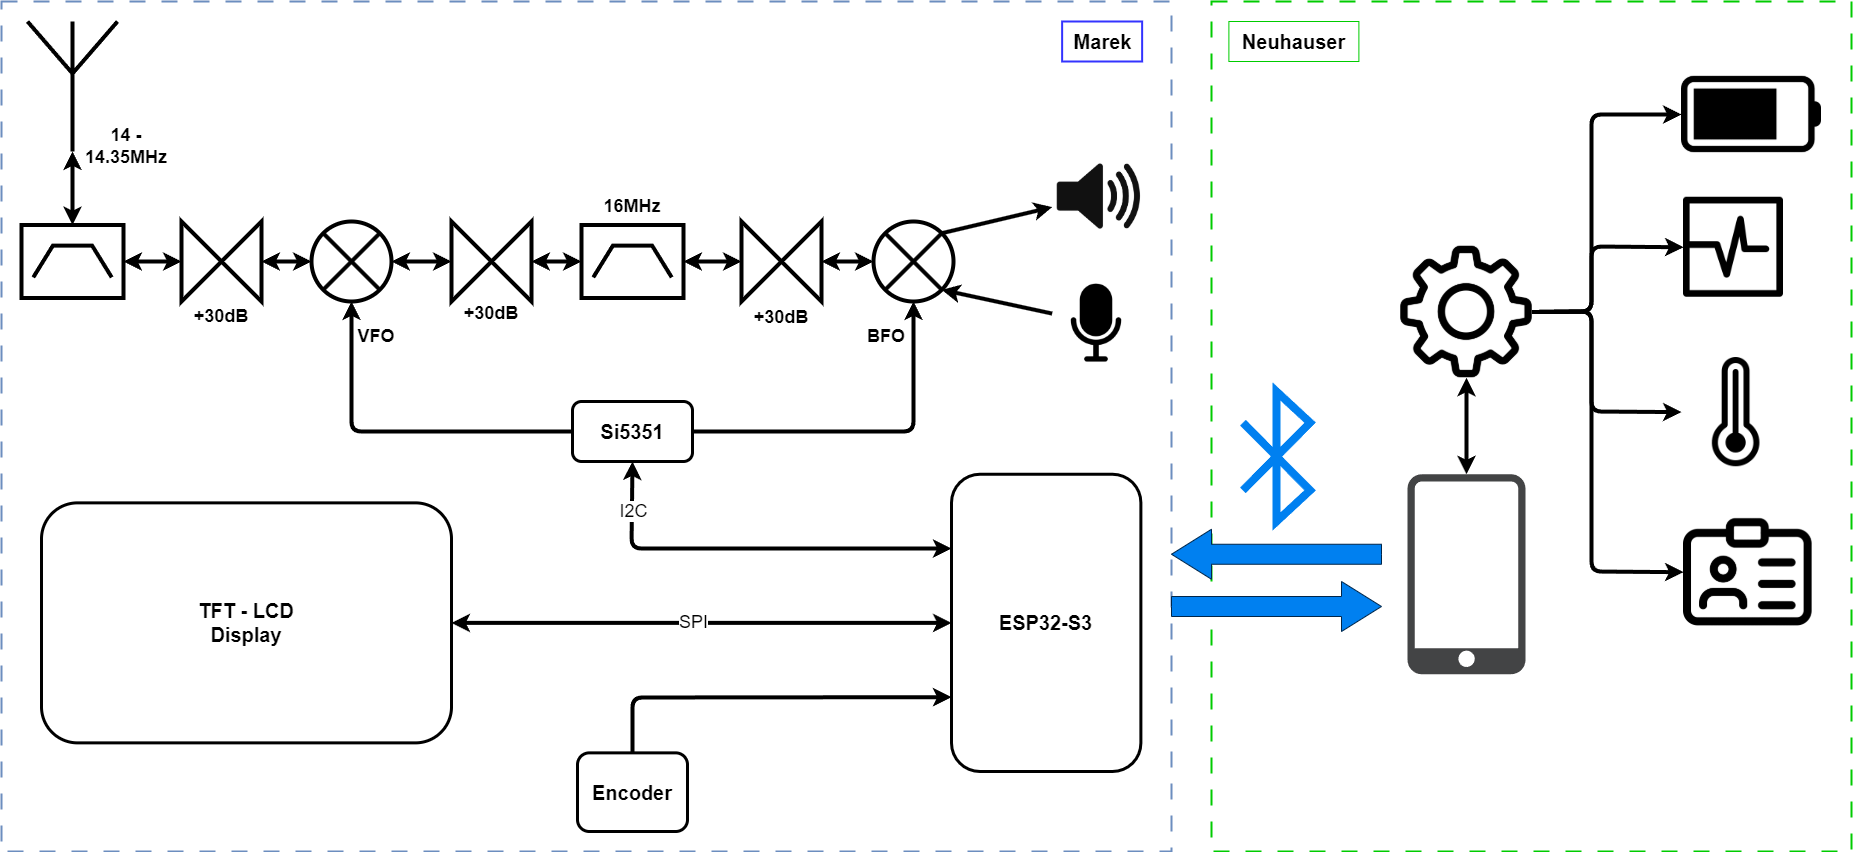 Marek
Neuhauser
14 -
14.35MHz
16MHz
+30dB
+30dB
+30dB
VFO
BFO
Si5351
I2C
TFT - LCD
Display
SPI
ESP32-S3
Encoder